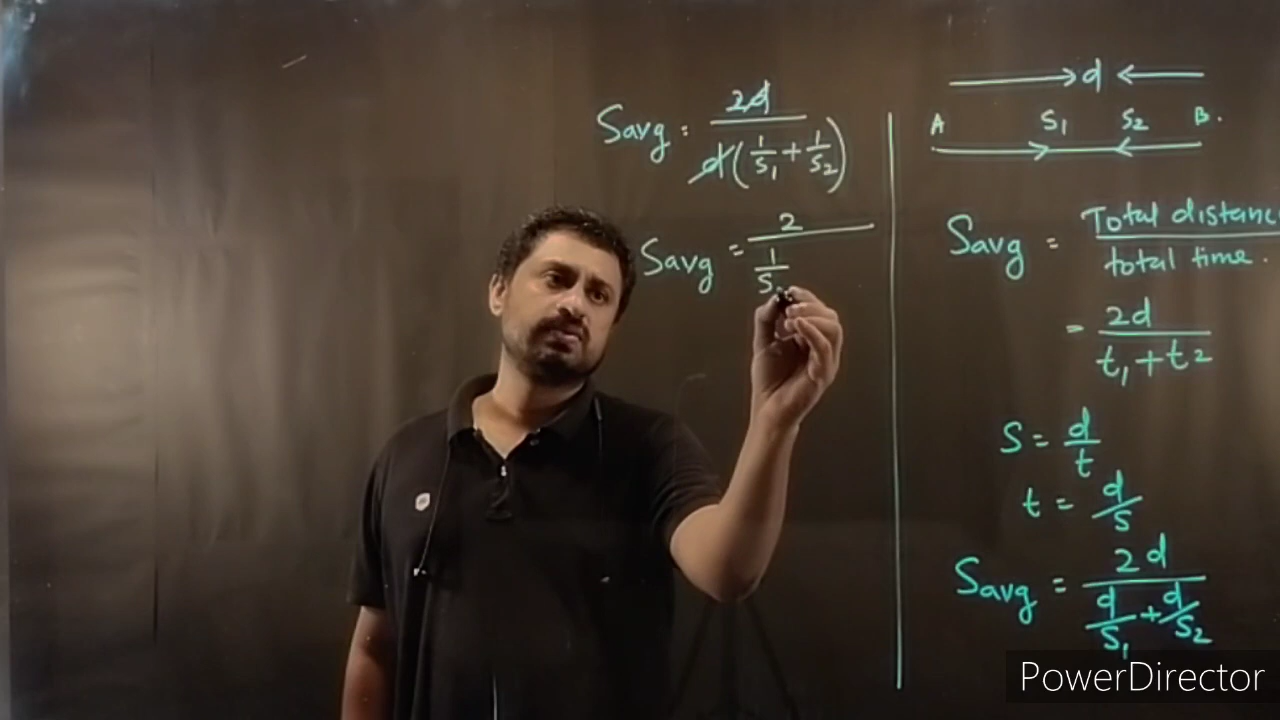 Savg = 2d / d(1/S1 + 1/S2)
Savg = 2 / 1/S
d
A S1 S2 B.
Savg = Total distanc / total time.
= 2d / t1 + t2
S = d/t
t = d/s
Savg = 2d / d/S1 + d/S2
PowerDirector